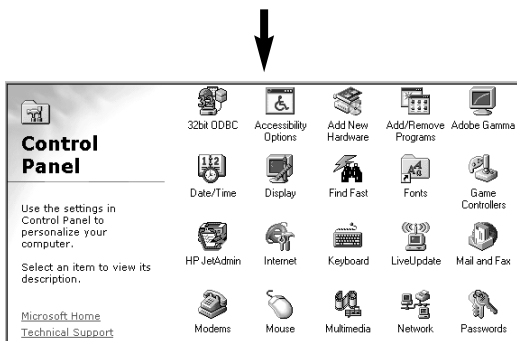 Control
Panel
Use the settings in
Control Panel to
personalize your
computer.
Select an item to view its
description.
Microsoft Home
Technical Support
32bit ODBC
Accessibility
Options
Add New
Hardware
Add/Remove
Programs
Adobe Gamma
Date/Time
Display
Find Fast
Fonts
Game
Controllers
HP JetAdmin
Internet
Keyboard
LiveUpdate
Mail and Fax
Modems
Mouse
Multimedia
Network
Passwords